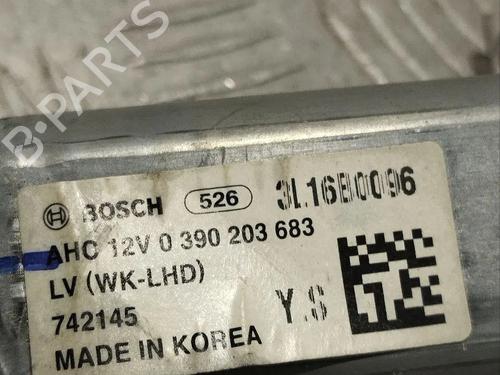 B-PARTS
BOSCH 526 3L16B0096
AHC 12V 0 390 203 683
LV (WK-LHD)
742145 Y.S
MADE IN KOREA